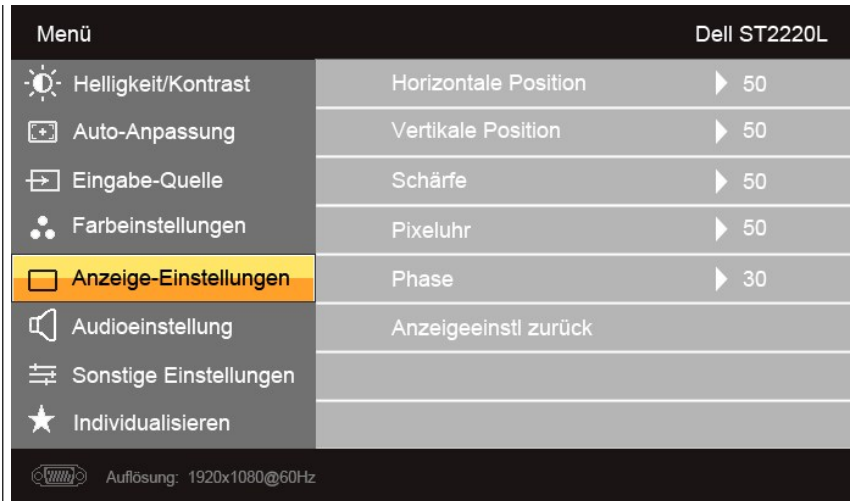 Menü Dell ST2220L
Helligkeit/Kontrast Horizontale Position 50
Auto-Anpassung Vertikale Position 50
Eingabe-Quelle Schärfe 50
Farbeinstellungen Pixeluhr 50
Anzeige-Einstellungen Phase 30
Audioeinstellung Anzeigeeinstl zurück
Sonstige Einstellungen
Individualisieren
Auflösung: 1920x1080@60Hz